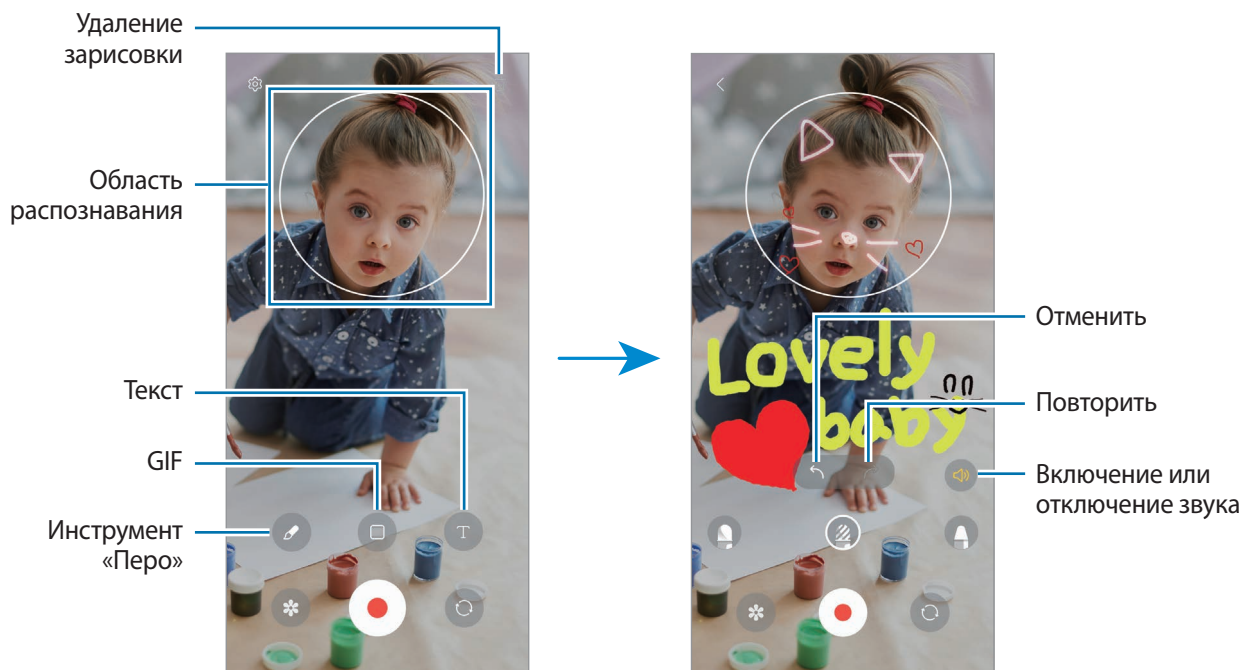 Удаление
зарисовки
Область
распознавания
Текст
GIF
Инструмент
«Перо»
T
Lovely
baby
Отменить
Повторить
Включение или
отключение звука